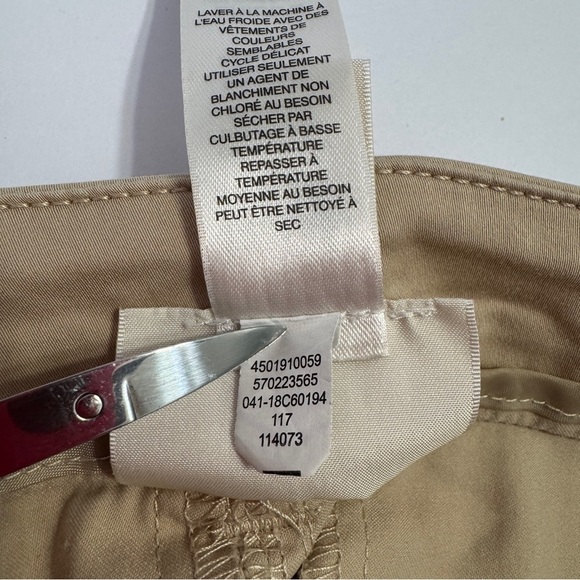 LAVER À LA MACHINE À
L'EAU FROIDE AVEC DES
VÊTEMENTS DE
COULEURS
SEMBLABLES
CYCLE DÉLICAT
UTILISER SEULEMENT
UN AGENT DE
BLANCHIMENT NON
CHLORÉ AU BESOIN
SÉCHER PAR
CULBUTAGE À BASSE
TEMPÉRATURE
REPASSER À
TEMPÉRATURE
MOYENNE AU BESOIN
PEUT ÊTRE NETTOYÉ À
SEC
4501910059
570223565
041-18C60194
117
114073